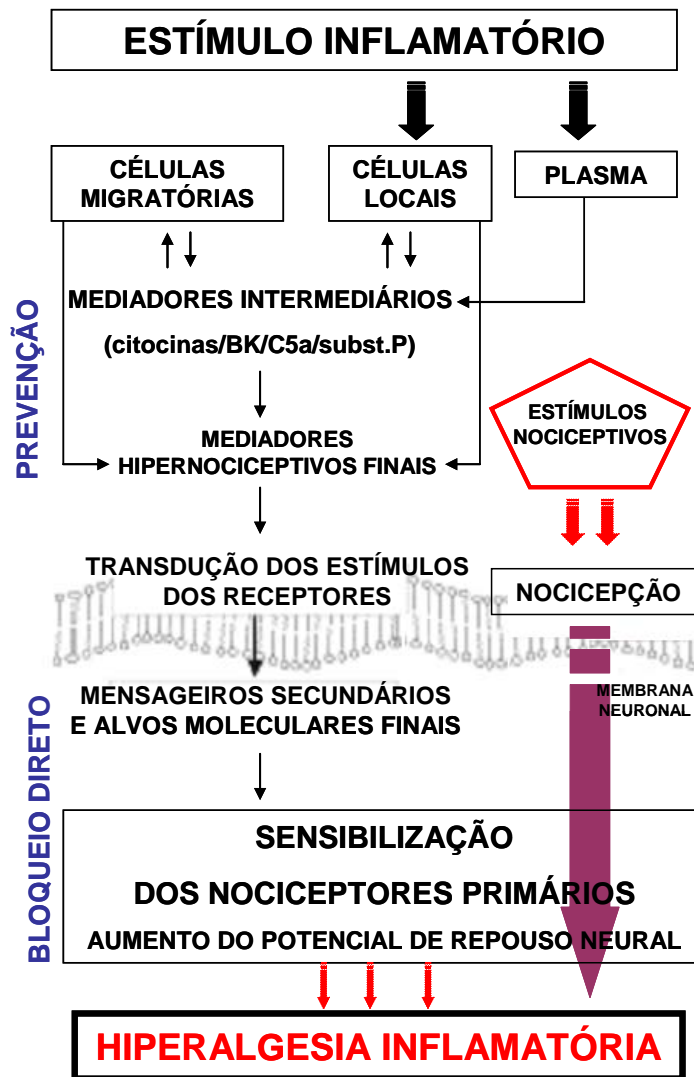 ESTÍMULO INFLAMATÓRIO
CÉLULAS
MIGRATÓRIAS
CÉLULAS
LOCAIS
PLASMA
MEDIADORES INTERMEDIÁRIOS
(citocinas/BK/C5a/subst.P)
PREVENÇÃO
ESTÍMULOS
NOCICEPTIVOS
MEDIADORES
HIPERNOCICEPTIVOS FINAIS
TRANSDUÇÃO DOS ESTÍMULOS
DOS RECEPTORES
NOCICEPÇÃO
MENSAGEIROS SECUNDÁRIOS
E ALVOS MOLECULARES FINAIS
MEMBRANA
NEURONAL
BLOQUEIO DIRETO
SENSIBILIZAÇÃO
DOS NOCICEPTORES PRIMÁRIOS
AUMENTO DO POTENCIAL DE REPOUSO NEURAL
HIPERALGESIA INFLAMATÓRIA